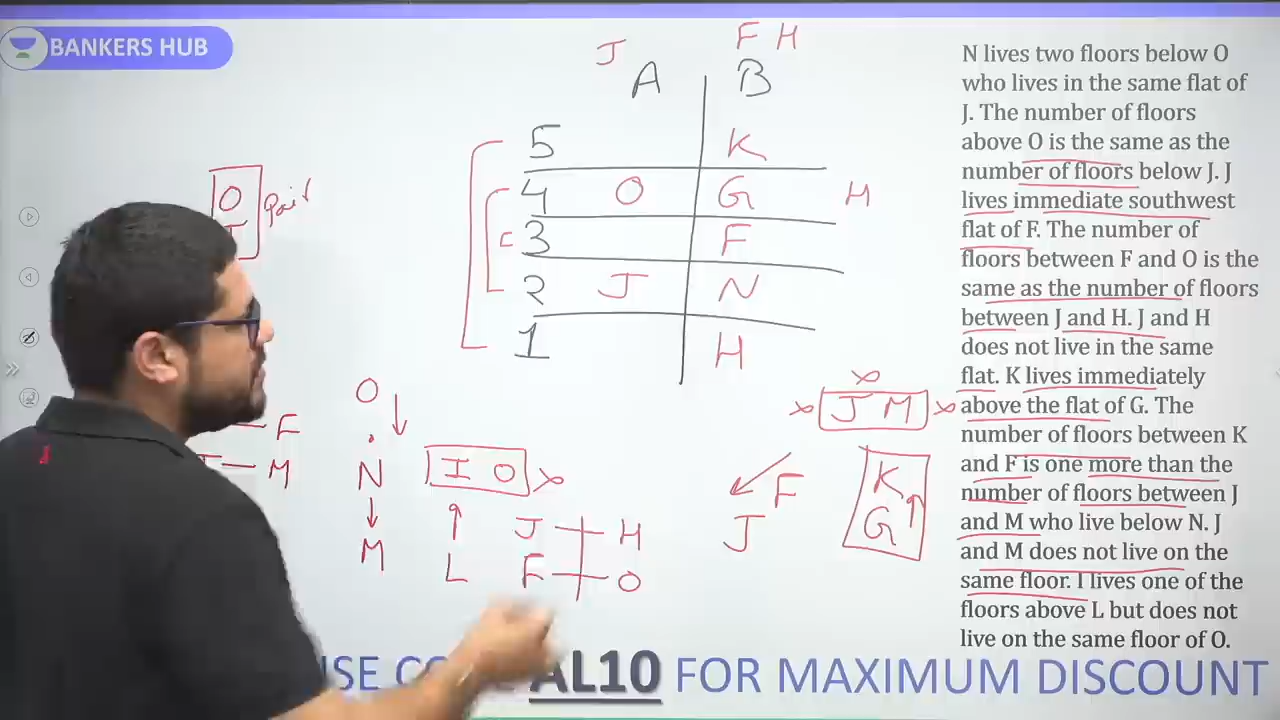 BANKERS HUB
F H
J
A B
5 K
4 O G H
3 F
2 J N
1 H
O Pair
O
N
M
F
M
I O
L
J H
F O
J M
F
J
K
G
N lives two floors below O
who lives in the same flat of
J. The number of floors
above O is the same as the
number of floors below J. J
lives immediate southwest
flat of F. The number of
floors between F and O is the
same as the number of floors
between J and H. J and H
does not live in the same
flat. K lives immediately
above the flat of G. The
number of floors between K
and F is one more than the
number of floors between J
and M who live below N. J
and M does not live on the
same floor. I lives one of the
floors above L but does not
live on the same floor of O.
AL10 FOR MAXIMUM DISCOUNT